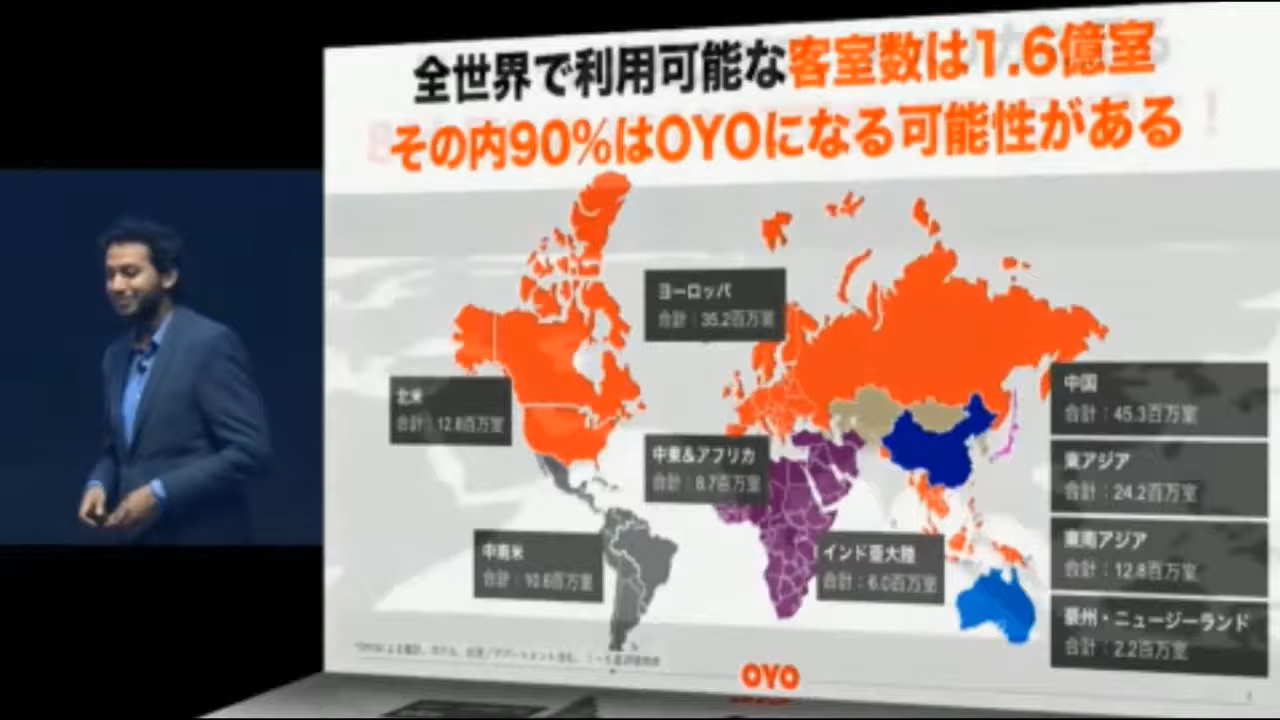 全世界で利用可能な客室数は1.6億室
その内90%はOYOになる可能性がある
ヨーロッパ
合計：35.2百万室
北米
合計：12.8百万室
中東&アフリカ
合計：8.7百万室
中南米
合計：10.6百万室
インド亜大陸
合計：6.0百万室
中国
合計：45.3百万室
東アジア
合計：24.2百万室
東南アジア
合計：12.8百万室
豪州・ニュージーランド
合計：2.2百万室
OYO